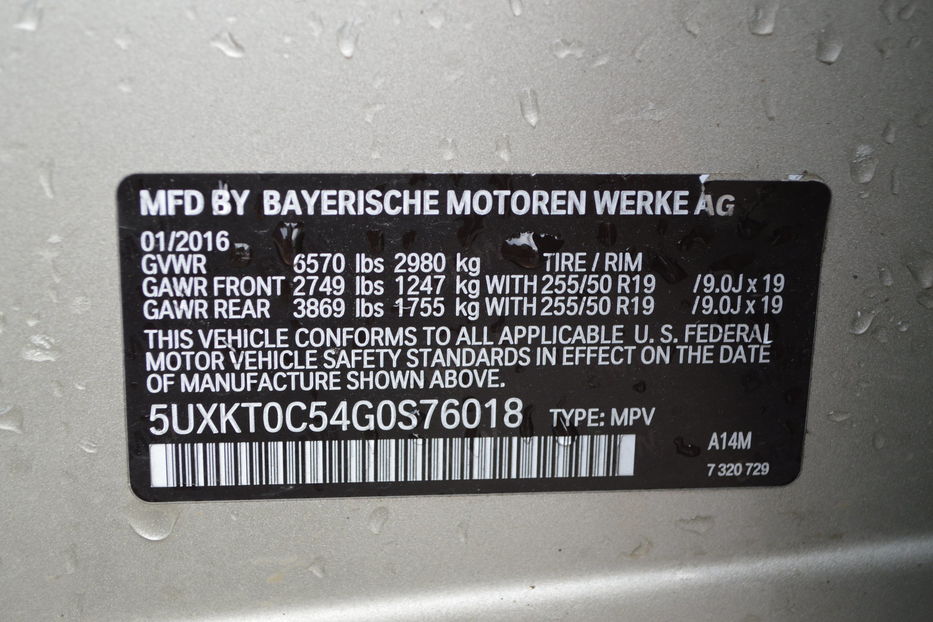 MFD BY BAYERISCHE MOTOREN WERKE AG
01/2016
GVWR 6570 lbs 2980 kg TIRE / RIM
GAWR FRONT 2749 lbs 1247 kg WITH 255/50 R19 /9.0J x 19
GAWR REAR 3869 lbs 1755 kg WITH 255/50 R19 /9.0J x 19
THIS VEHICLE CONFORMS TO ALL APPLICABLE U. S. FEDERAL
MOTOR VEHICLE SAFETY STANDARDS IN EFFECT ON THE DATE
OF MANUFACTURE SHOWN ABOVE.
5UXKT0C54G0S76018 TYPE: MPV
A14M
7 320 729